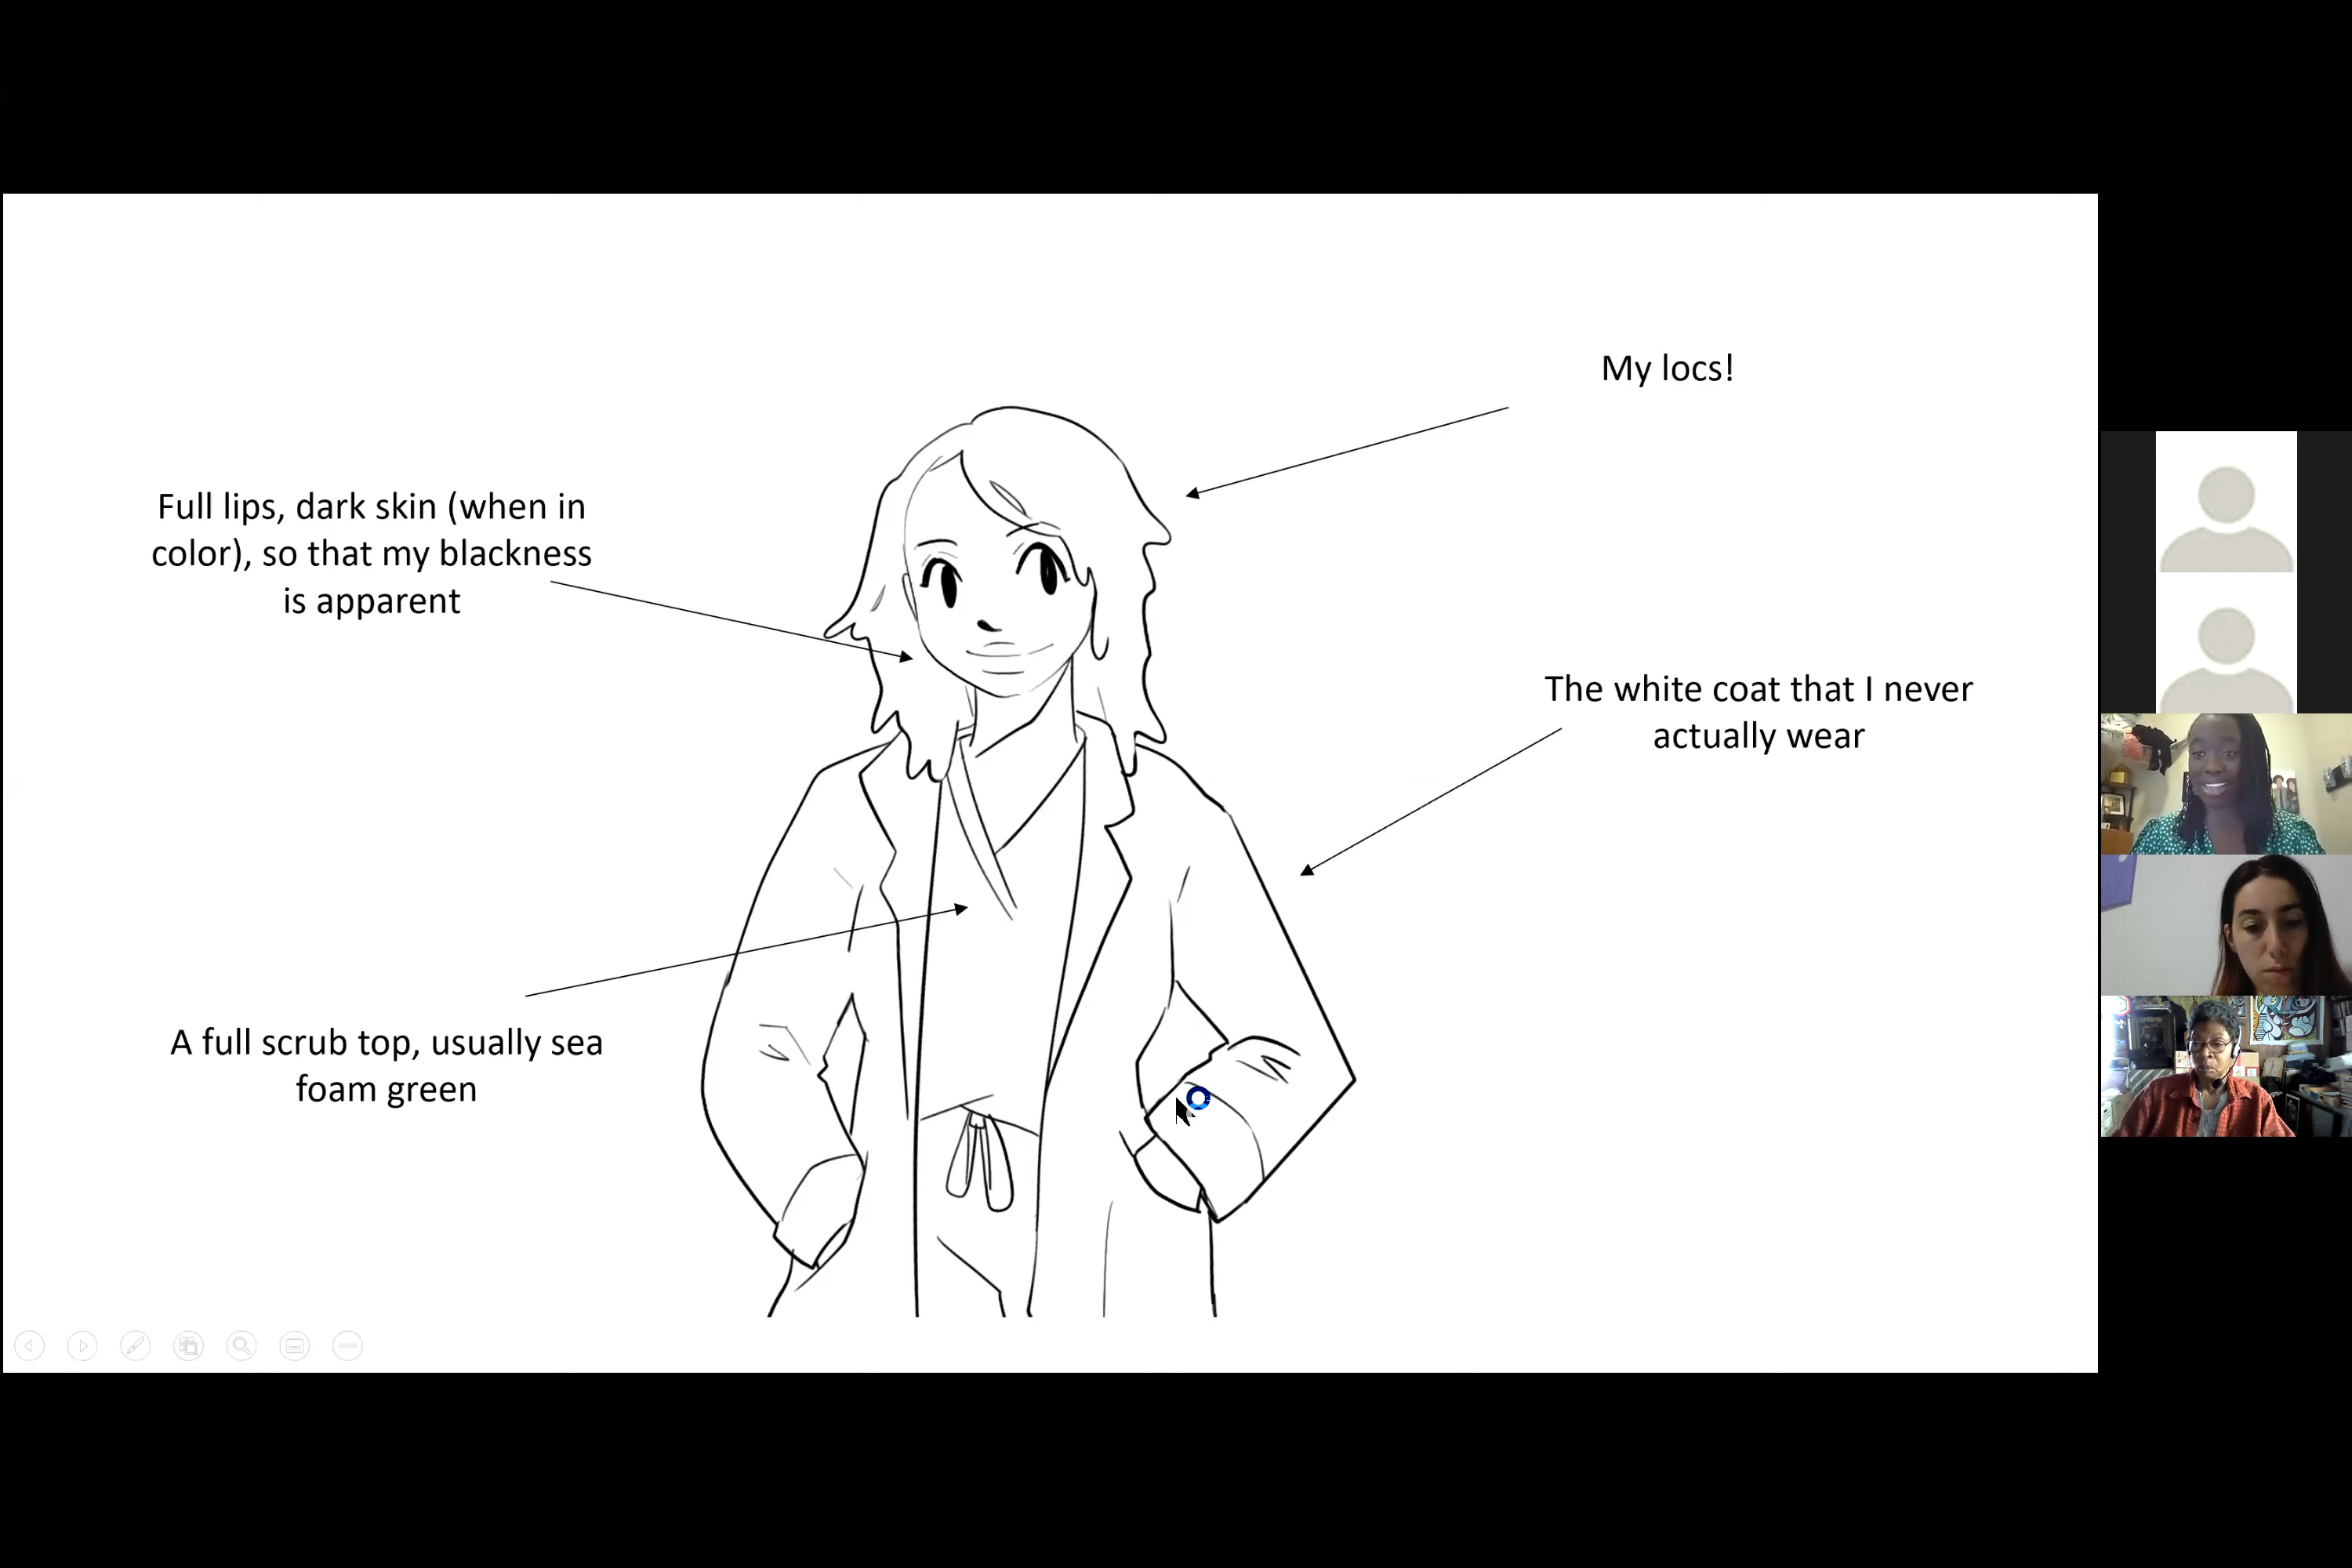 My locs!
Full lips, dark skin (when in
color), so that my blackness
is apparent
The white coat that I never
actually wear
A full scrub top, usually sea
foam green